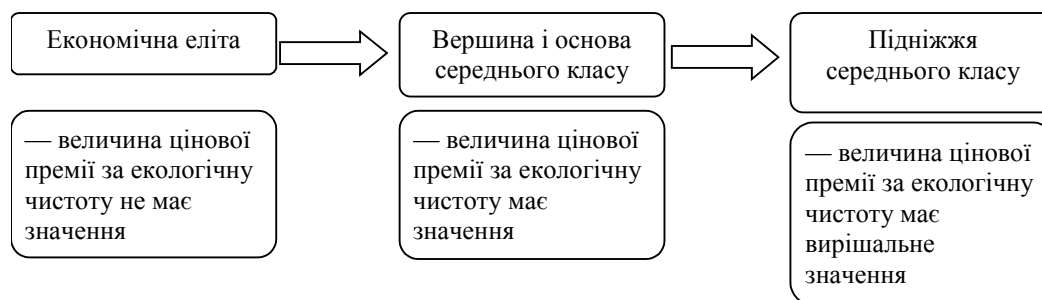 Економічна еліта
Вершина і основа
середнього класу
Підніжжя
середнього класу
— величина цінової
премії за екологічну
чистоту не має
значення
— величина цінової
премії за екологічну
чистоту має
значення
— величина цінової
премії за екологічну
чистоту має
вирішальне
значення